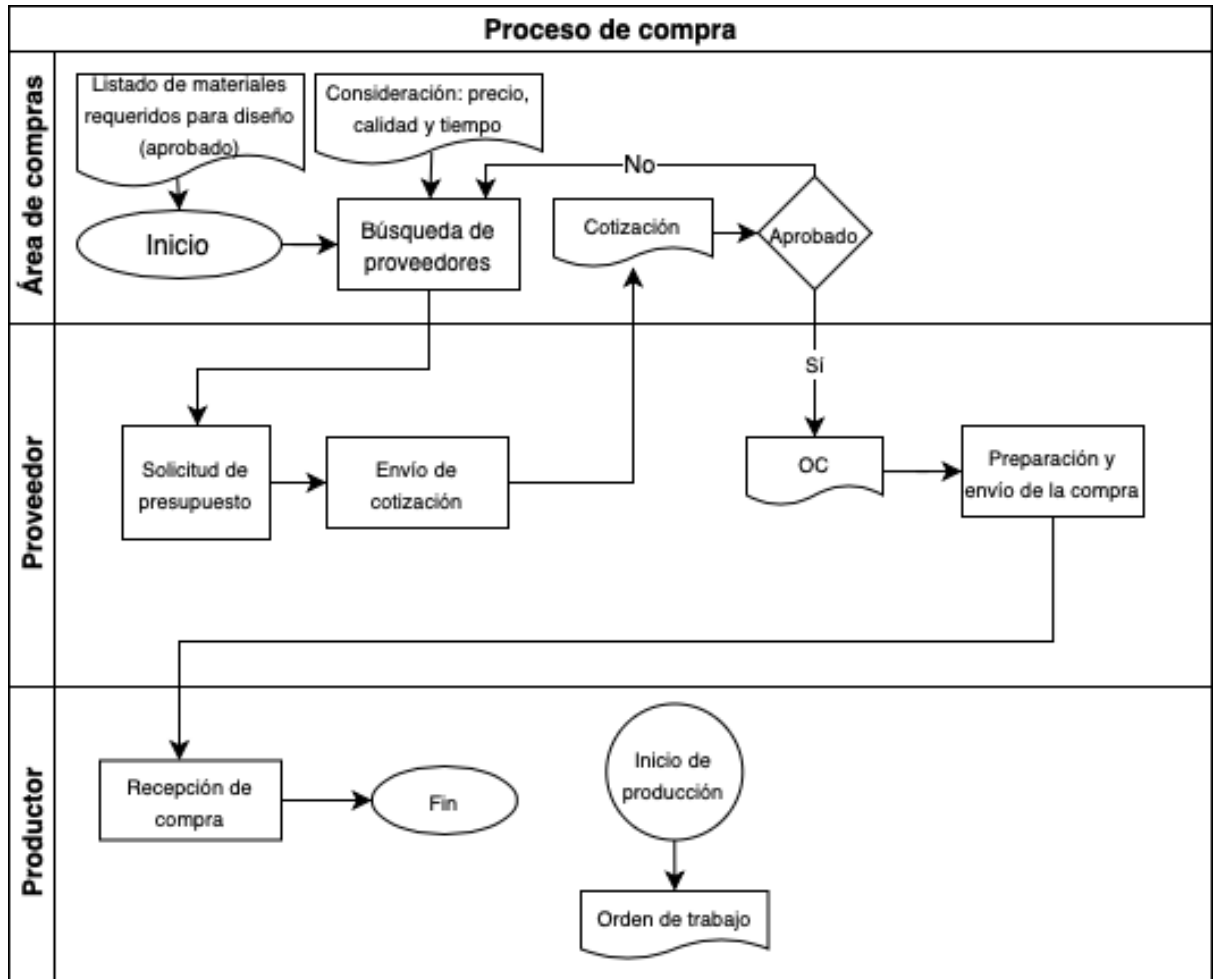 Proceso de compra
Área de compras
Listado de materiales
requeridos para diseño
(aprobado)
Consideración: precio,
calidad y tiempo
No
Inicio
Búsqueda de
proveedores
Cotización
Aprobado
Sí
Proveedor
Solicitud de
presupuesto
Envío de
cotización
OC
Preparación y
envío de la compra
Productor
Recepción de
compra
Fin
Inicio de
producción
Orden de trabajo